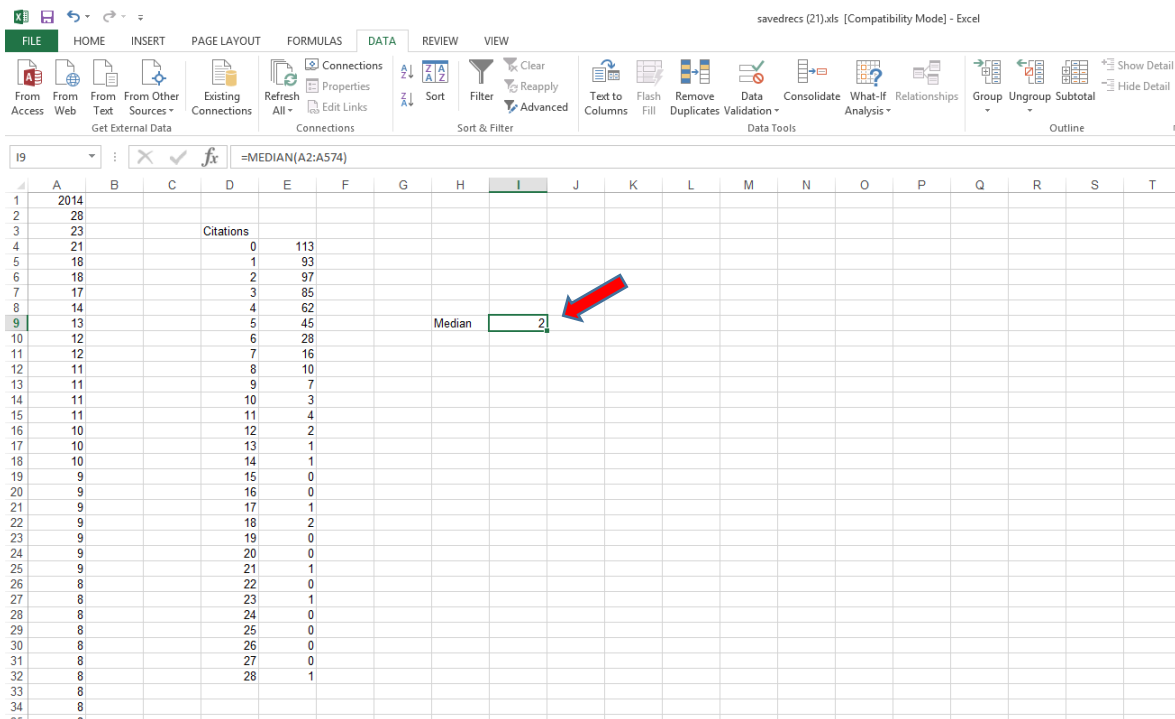 savedrecs (21).xls [Compatibility Mode] - Excel
FILE HOME INSERT PAGE LAYOUT FORMULAS DATA REVIEW VIEW
From Access
From Web
From Text
From Other Sources
Get External Data
Existing Connections
Refresh All
Connections
Properties
Edit Links
Connections
Sort
Filter
Clear
Reapply
Advanced
Sort & Filter
Text to Columns
Flash Fill
Remove Duplicates
Data Validation
Consolidate
What-If Analysis
Relationships
Data Tools
Group
Ungroup
Subtotal
Show Detail
Hide Detail
Outline
I9 fx =MEDIAN(A2:A574)
A B C D E F G H I J K L M N O P Q R S T
1 2014
2 28
3 23 Citations
4 21 0 113
5 18 1 93
6 18 2 97
7 17 3 85
8 14 4 62
9 13 5 45 Median 2
10 12 6 28
11 12 7 16
12 11 8 10
13 11 9 7
14 11 10 3
15 11 11 4
16 10 12 2
17 10 13 1
18 10 14 1
19 9 15 0
20 9 16 0
21 9 17 1
22 9 18 2
23 9 19 0
24 9 20 0
25 9 21 1
26 8 22 0
27 8 23 1
28 8 24 0
29 8 25 0
30 8 26 0
31 8 27 0
32 8 28 1
33 8
34 8